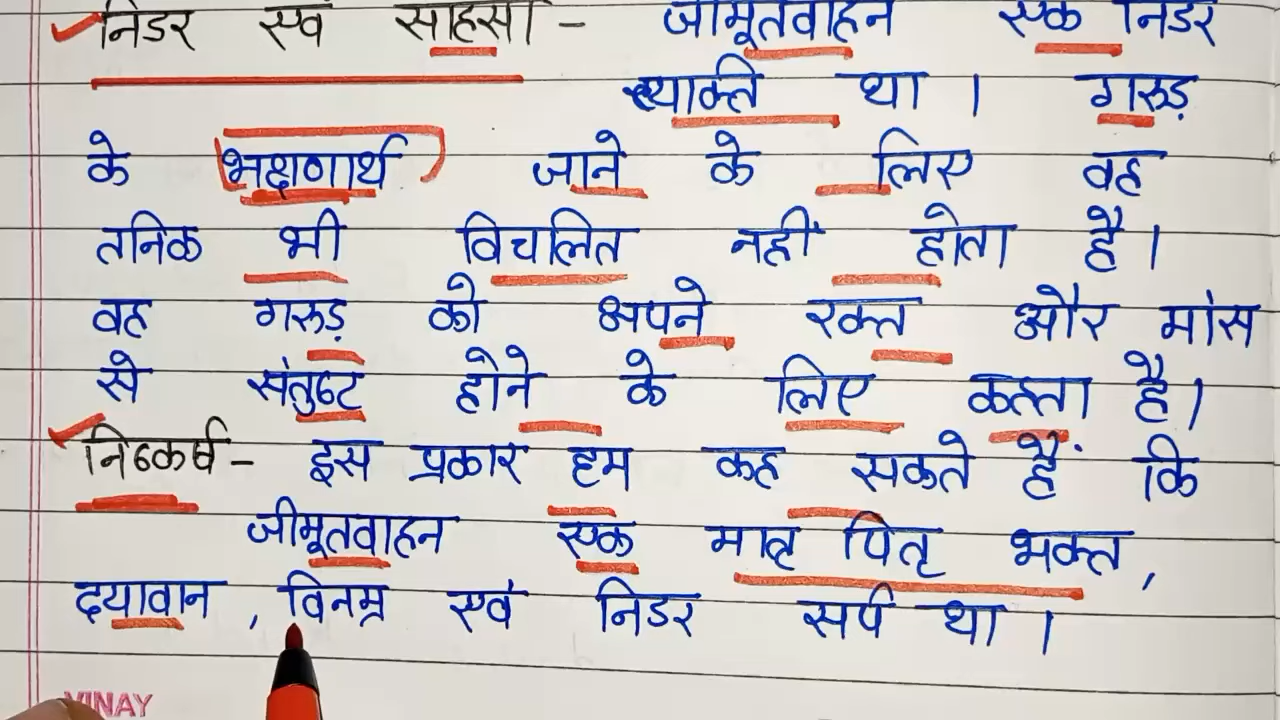 निडर एवं साहसी - जीमूतवाहन एक निडर
व्यक्ति था । गरुड़
के भक्षणार्थ जाने के लिए वह
तनिक भी विचलित नहीं होता है।
वह गरुड़ को अपने रक्त और मांस
से संतुष्ट होने के लिए कहता है।
निष्कर्ष - इस प्रकार हम कह सकते हैं कि
जीमूतवाहन एक मातृ पितृ भक्त,
दयावान , विनम्र एवं निडर सर्प था ।
VINAY